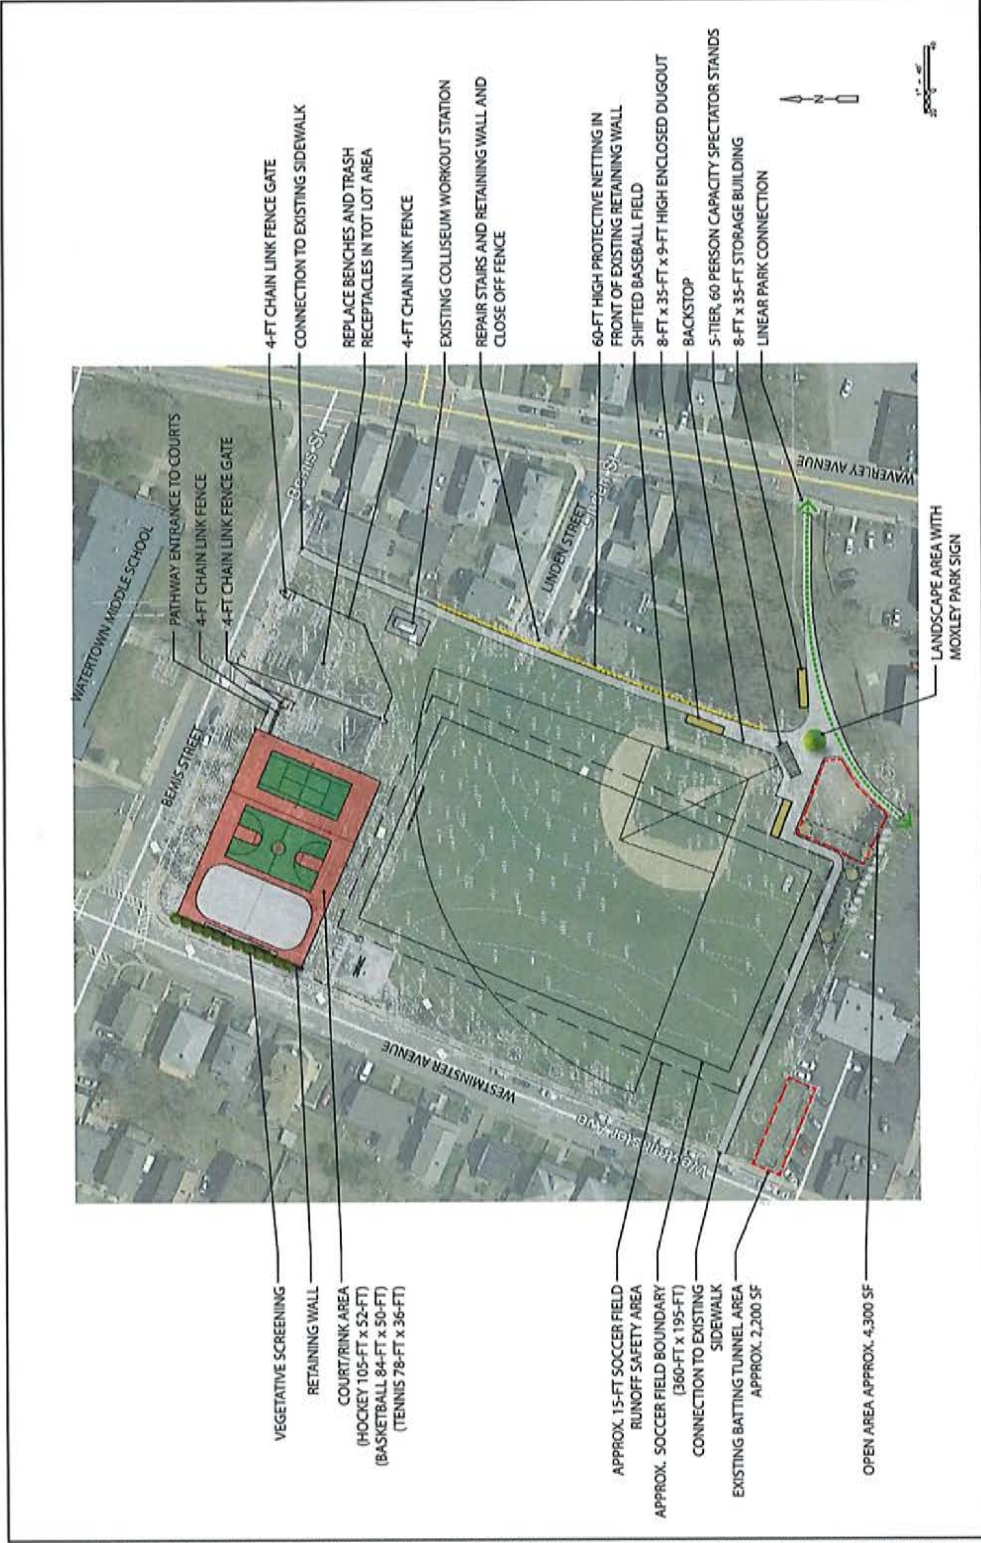 WATERTOWN MIDDLE SCHOOL
PATHWAY ENTRANCE TO COURTS
4-FT CHAIN LINK FENCE
4-FT CHAIN LINK FENCE GATE
BEMIS STREET
Bemis St
4-FT CHAIN LINK FENCE GATE
CONNECTION TO EXISTING SIDEWALK
REPLACE BENCHES AND TRASH
RECEPTACLES IN TOT LOT AREA
4-FT CHAIN LINK FENCE
EXISTING COLLISEUM WORKOUT STATION
REPAIR STAIRS AND RETAINING WALL AND
CLOSE OFF FENCE
60-FT HIGH PROTECTIVE NETTING IN
FRONT OF EXISTING RETAINING WALL
SHIFTED BASEBALL FIELD
8-FT x 35-FT x 9-FT HIGH ENCLOSED DUGOUT
BACKSTOP
5-TIER, 60 PERSON CAPACITY SPECTATOR STANDS
8-FT x 35-FT STORAGE BUILDING
LINEAR PARK CONNECTION
N
1" = 40'
LINDEN STREET
WAVERLEY AVENUE
LANDSCAPE AREA WITH
MOXLEY PARK SIGN
WESTMINSTER AVENUE
Westminster Ave
VEGETATIVE SCREENING
RETAINING WALL
COURT/RINK AREA
(HOCKEY 105-FT x 52-FT)
(BASKETBALL 84-FT x 50-FT)
(TENNIS 78-FT x 36-FT)
APPROX. 15-FT SOCCER FIELD
RUNOFF SAFETY AREA
APPROX. SOCCER FIELD BOUNDARY
(360-FT x 195-FT)
CONNECTION TO EXISTING
SIDEWALK
EXISTING BATTING TUNNEL AREA
APPROX. 2,200 SF
OPEN AREA APPROX. 4,300 SF